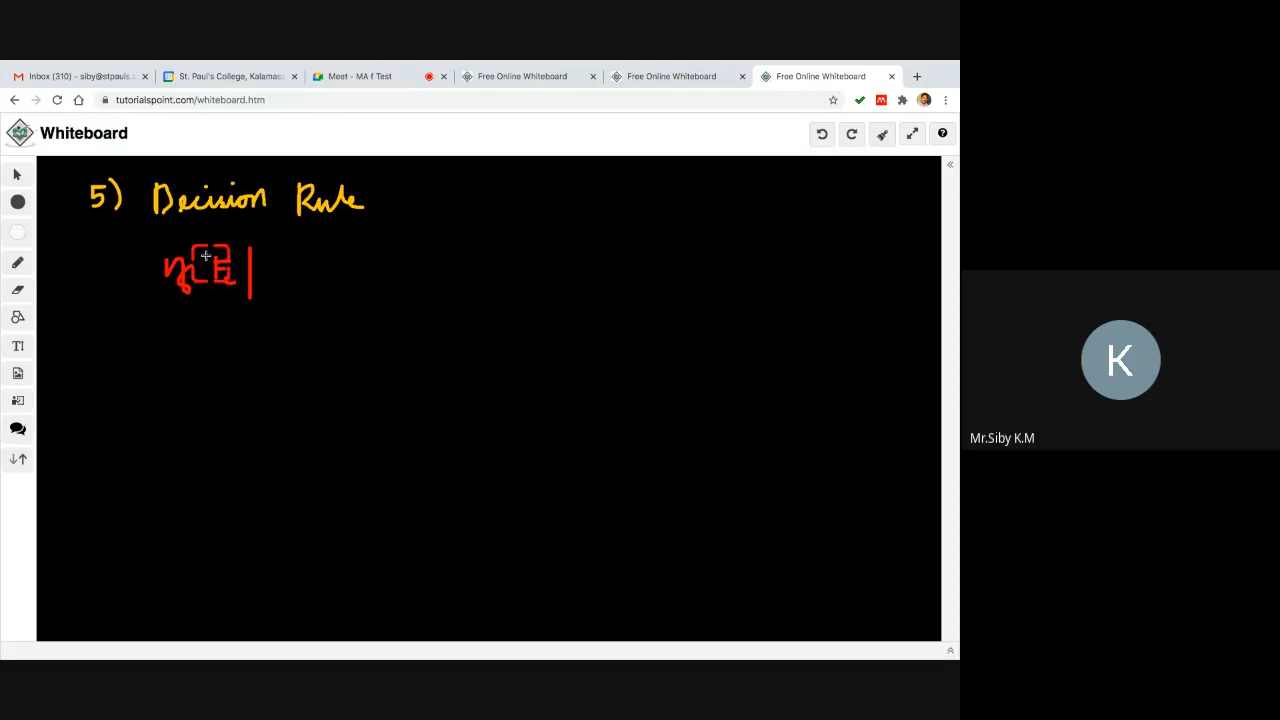 Inbox (310) - siby@stpauls.
St. Paul's College, Kalamas
Meet - MA f Test
Free Online Whiteboard
Free Online Whiteboard
Free Online Whiteboard
tutorialspoint.com/whiteboard.htm
Whiteboard
5) Decision Rule
K
Mr.Siby K.M